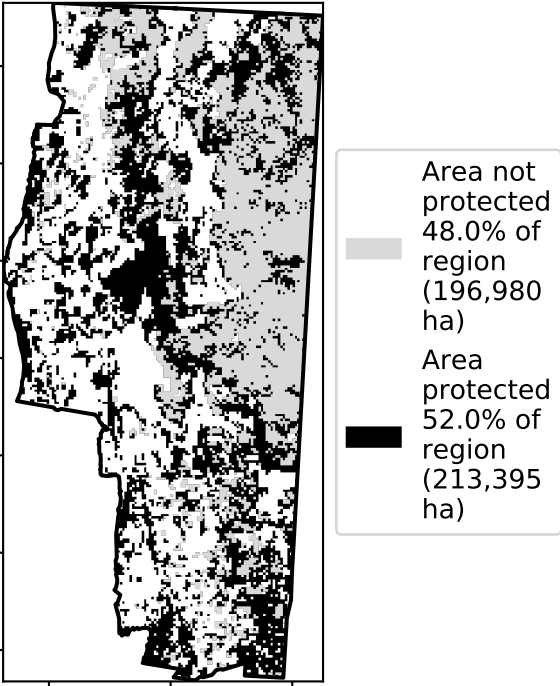 Area not
protected
48.0% of
region
(196,980
ha)
Area
protected
52.0% of
region
(213,395
ha)